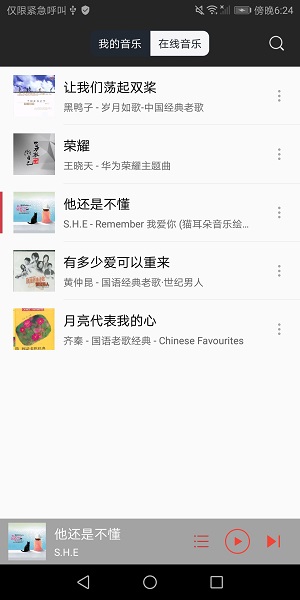 仅限紧急呼叫
傍晚6:24
我的音乐
在线音乐
让我们荡起双桨
黑鸭子 - 岁月如歌-中国经典老歌
荣耀
王晓天 - 华为荣耀主题曲
他还是不懂
S.H.E - Remember 我爱你 (猫耳朵音乐绘…
有多少爱可以重来
黄仲昆 - 国语经典老歌·世纪男人
月亮代表我的心
齐秦 - 国语老歌经典 - Chinese Favourites
他还是不懂
S.H.E